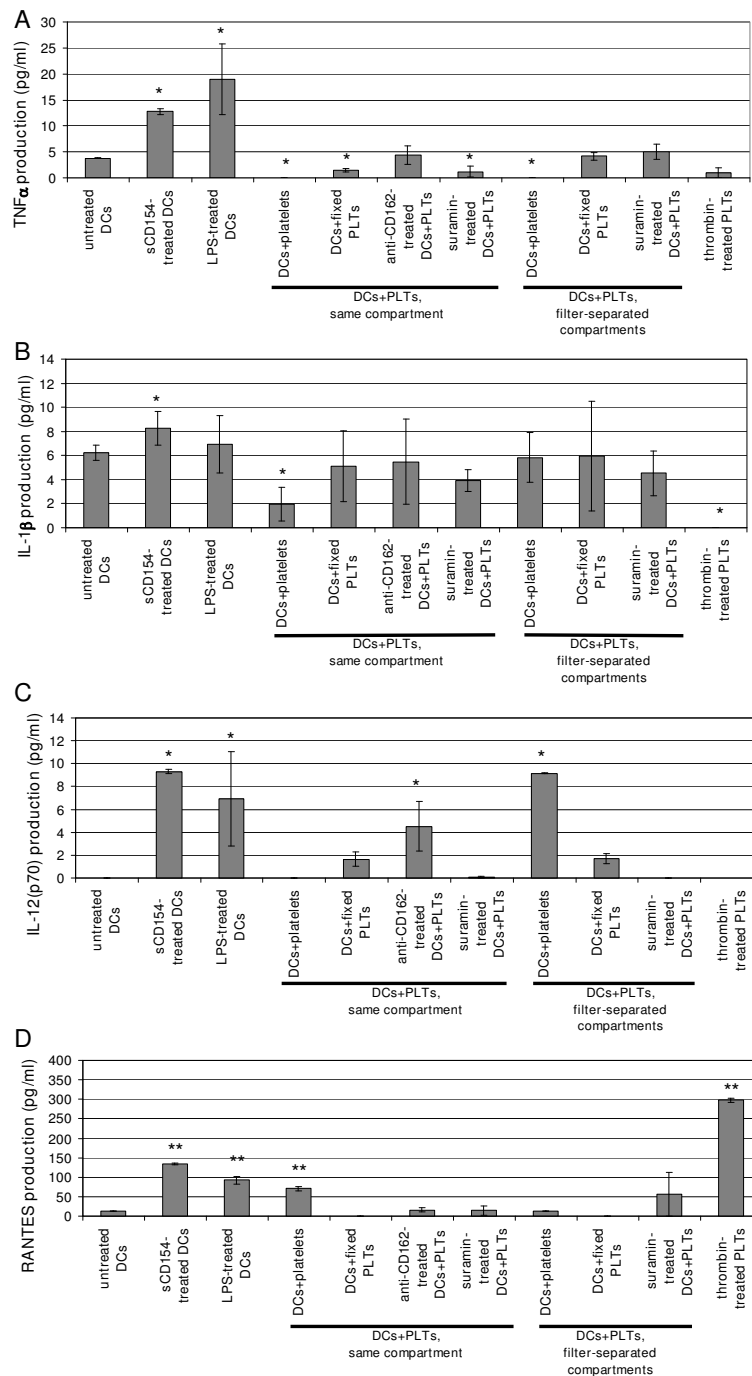 A
TNFα production (pg/ml)
30
25
20
15
10
5
0
*
*
*
*
*
*
untreated
DCs
sCD154-
treated DCs
LPS-treated
DCs
DCs+platelets
DCs+fixed
PLTs
anti-CD162-
treated
DCs+PLTs
suramin-
treated
DCs+PLTs
DCs+platelets
DCs+fixed
PLTs
suramin-
treated
DCs+PLTs
thrombin-
treated PLTs
DCs+PLTs,
same compartment
DCs+PLTs,
filter-separated
compartments
B
IL-1β production (pg/ml)
14
12
10
8
6
4
2
0
*
*
*
untreated
DCs
sCD154-
treated DCs
LPS-treated
DCs
DCs+platelets
DCs+fixed
PLTs
anti-CD162-
treated
DCs+PLTs
suramin-
treated
DCs+PLTs
DCs+platelets
DCs+fixed
PLTs
suramin-
treated
DCs+PLTs
thrombin-
treated PLTs
DCs+PLTs,
same compartment
DCs+PLTs,
filter-separated
compartments
C
IL-12(p70) production (pg/ml)
14
12
10
8
6
4
2
0
*
*
*
*
untreated
DCs
sCD154-
treated DCs
LPS-treated
DCs
DCs+platelets
DCs+fixed
PLTs
anti-CD162-
treated
DCs+PLTs
suramin-
treated
DCs+PLTs
DCs+platelets
DCs+fixed
PLTs
suramin-
treated
DCs+PLTs
thrombin-
treated PLTs
DCs+PLTs,
same compartment
DCs+PLTs,
filter-separated
compartments
D
RANTES production (pg/ml)
400
350
300
250
200
150
100
50
0
**
**
**
**
untreated
DCs
sCD154-
treated DCs
LPS-treated
DCs
DCs+platelets
DCs+fixed
PLTs
anti-CD162-
treated
DCs+PLTs
suramin-
treated
DCs+PLTs
DCs+platelets
DCs+fixed
PLTs
suramin-
treated
DCs+PLTs
thrombin-
treated PLTs
DCs+PLTs,
same compartment
DCs+PLTs,
filter-separated
compartments